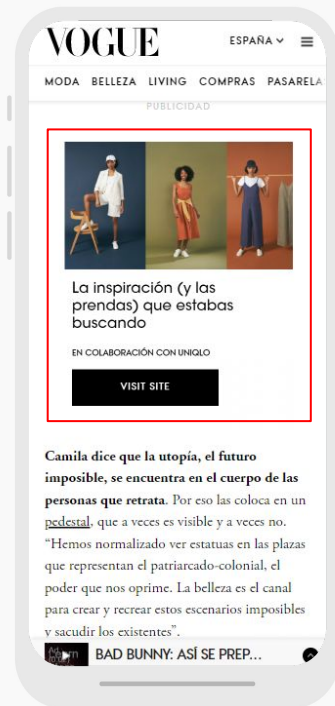 VOGUE
ESPAÑA
MODA BELLEZA LIVING COMPRAS PASARELA
PUBLICIDAD
La inspiración (y las
prendas) que estabas
buscando
EN COLABORACIÓN CON UNIQLO
VISIT SITE
Camila dice que la utopía, el futuro
imposible, se encuentra en el cuerpo de las
personas que retrata. Por eso las coloca en un
pedestal, que a veces es visible y a veces no.
“Hemos normalizado ver estatuas en las plazas
que representan el patriarcado-colonial, el
poder que nos oprime. La belleza es el canal
para crear y recrear estos escenarios imposibles
y sacudir los existentes”.
BAD BUNNY: ASÍ SE PREP...